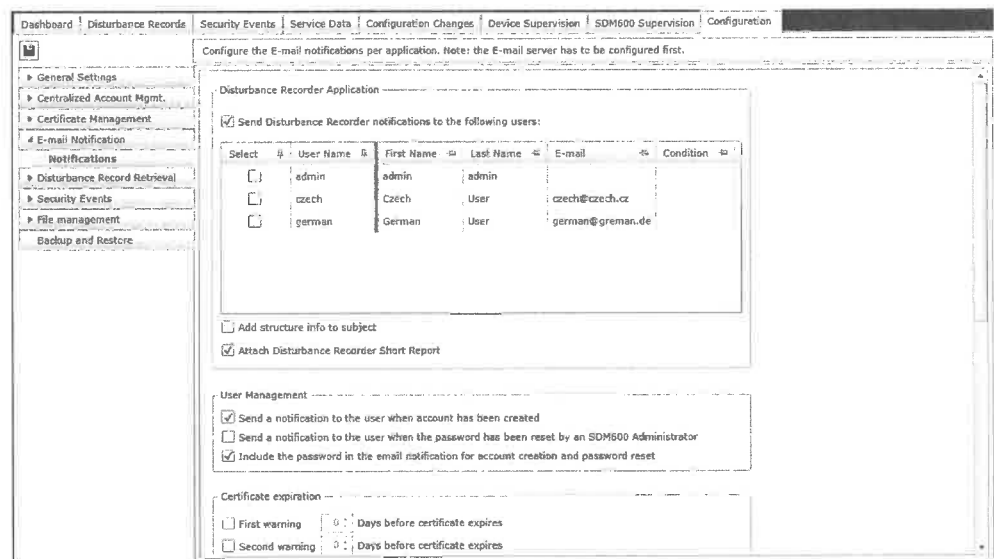 Dashboard Disturbance Records Security Events Service Data Configuration Changes Device Supervision SDM600 Supervision Configuration
Configure the E-mail notifications per application. Note: the E-mail server has to be configured first.
General Settings
Centralized Account Mgmt.
Certificate Management
E-mail Notification
Notifications
Disturbance Record Retrieval
Security Events
File management
Backup and Restore
Disturbance Recorder Application
Send Disturbance Recorder notifications to the following users:
Select User Name First Name Last Name E-mail Condition
admin admin admin
czech Czech User czech@czech.cz
german German User german@greman.de
Add structure info to subject
Attach Disturbance Recorder Short Report
User Management
Send a notification to the user when account has been created
Send a notification to the user when the password has been reset by an SDM600 Administrator
Include the password in the email notification for account creation and password reset
Certificate expiration
First warning 0 Days before certificate expires
Second warning 0 Days before certificate expires